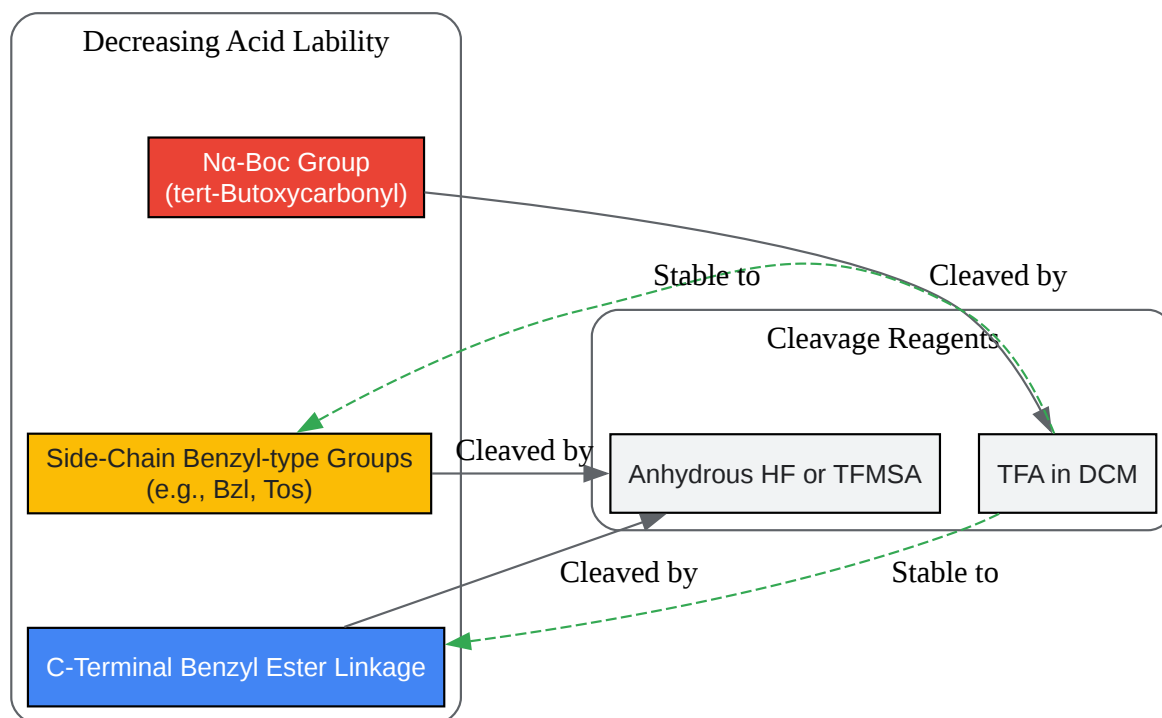 Decreasing Acid Lability
Nα-Boc Group
(tert-Butoxycarbonyl)
Stable to
Cleaved by
Cleavage Reagents
Side-Chain Benzyl-type Groups
(e.g., Bzl, Tos)
Cleaved by
Anhydrous HF or TFMSA
TFA in DCM
Cleaved by
Stable to
C-Terminal Benzyl Ester Linkage